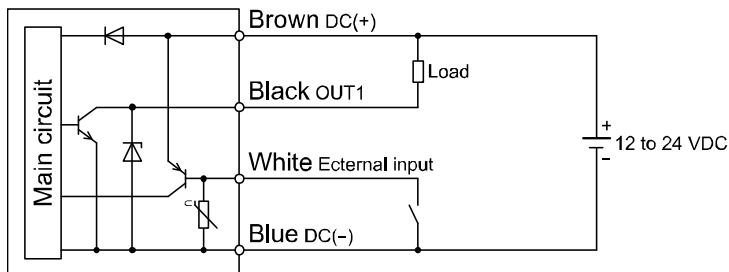 Brown DC(+)
Main circuit
Load
Black OUT1
+
12 to 24 VDC
−
White Ecternal input
Blue DC(−)